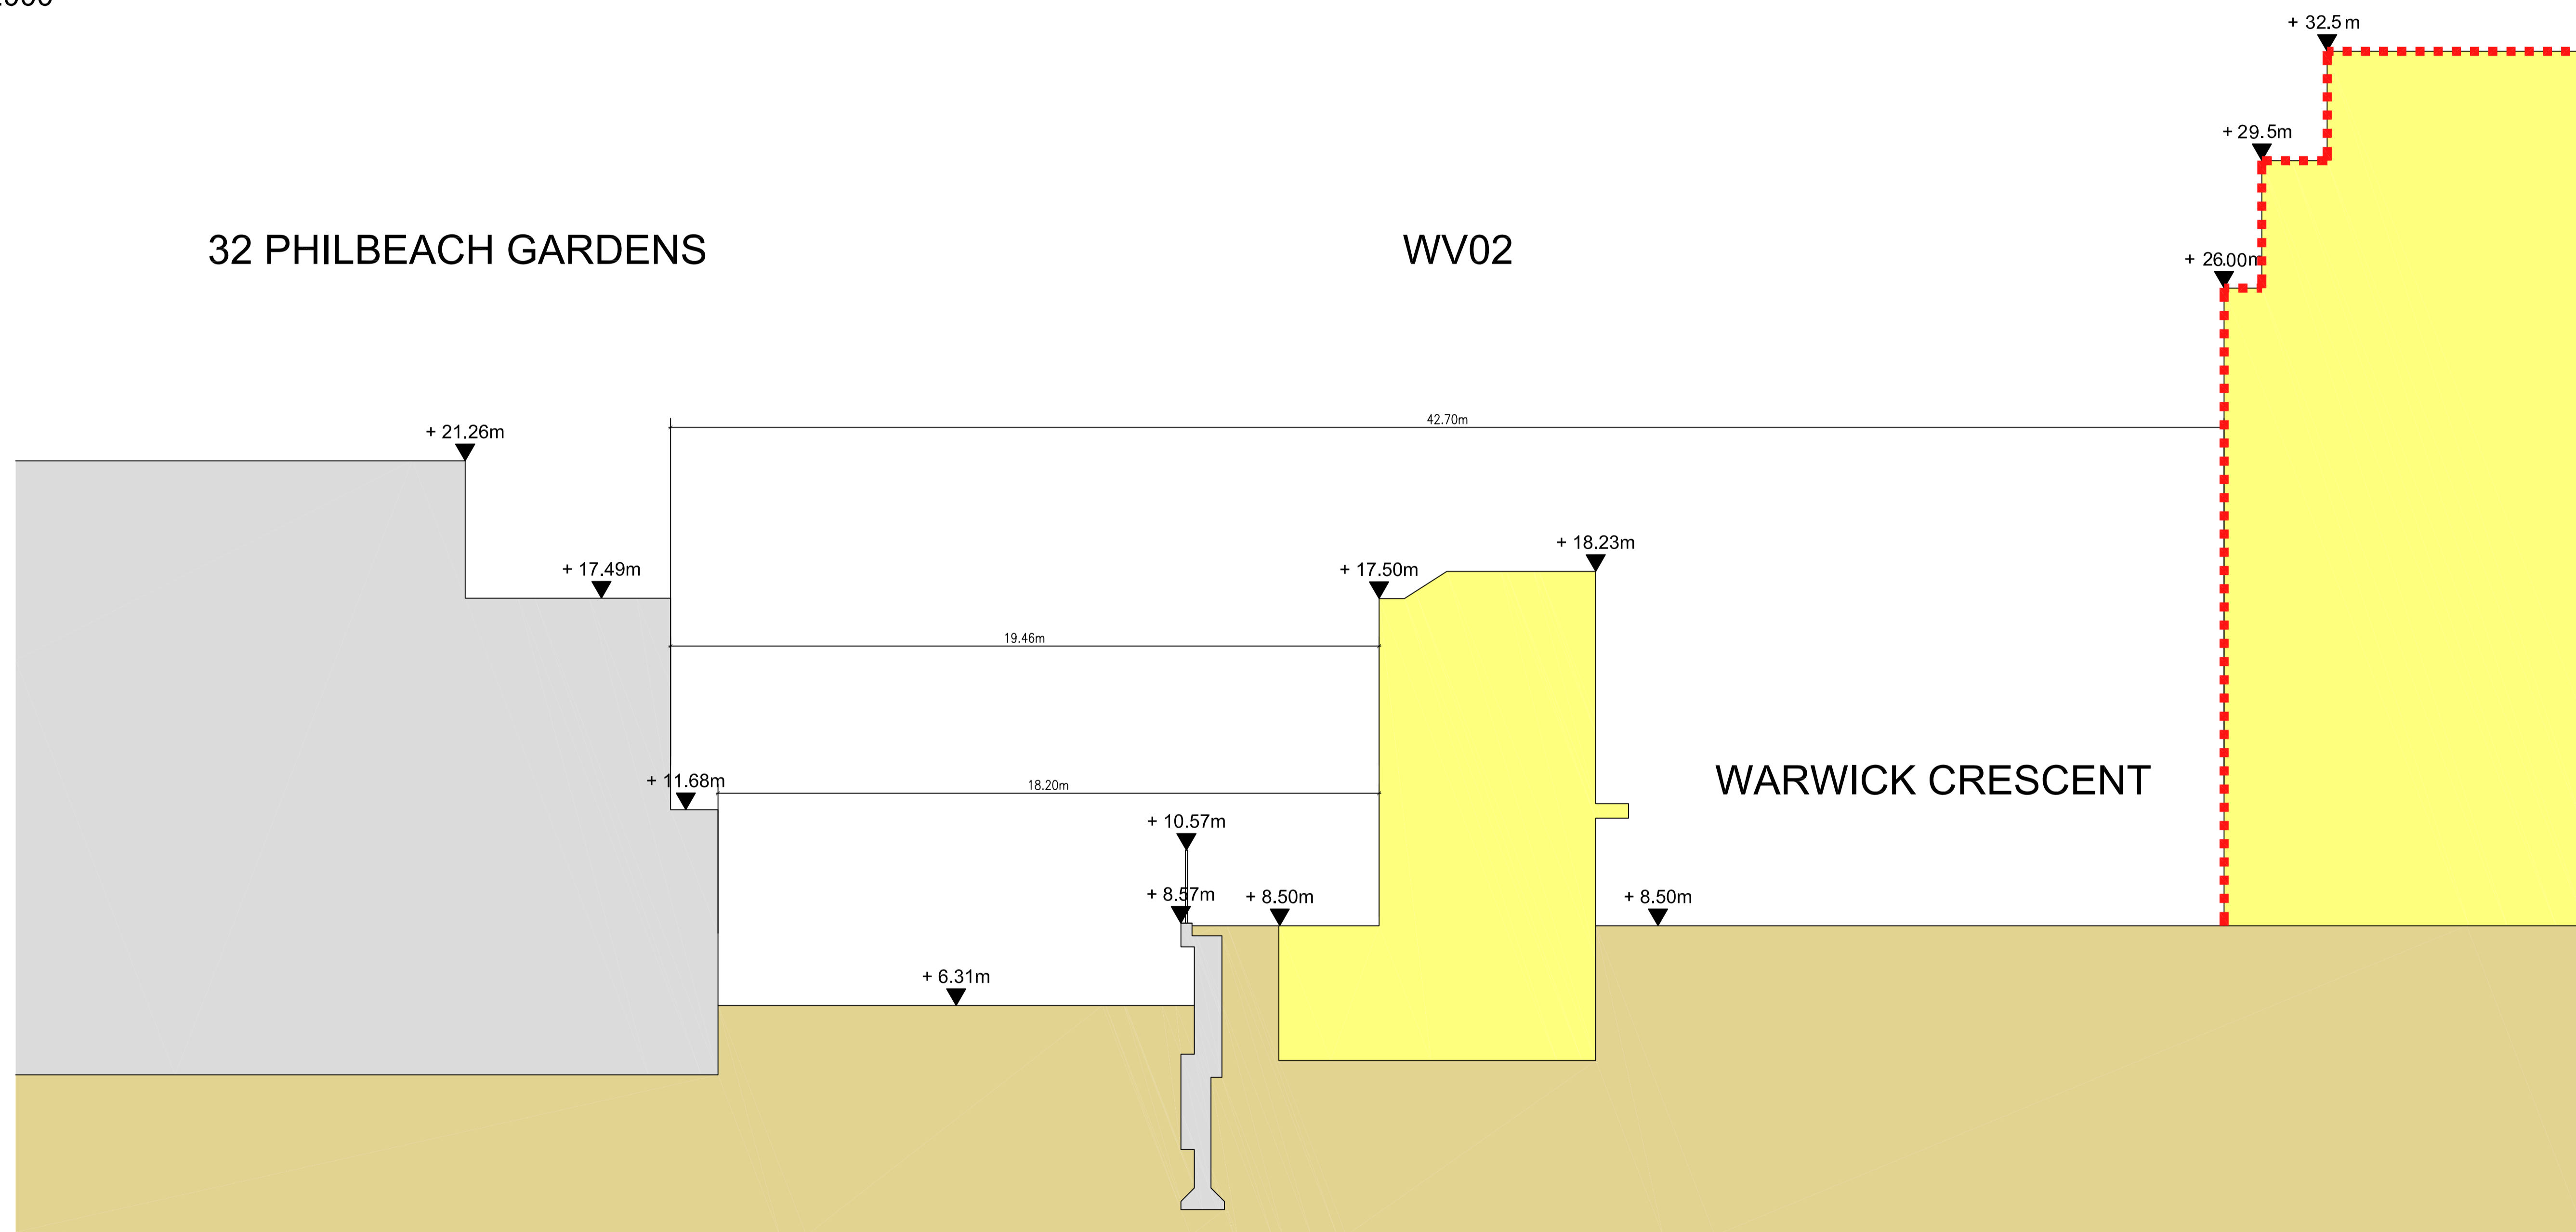 + 32.5 m
+ 29.5m
32 PHILBEACH GARDENS
WV02
+ 26.00m
42.70m
+ 21.26m
+ 18.23m
+ 17.49m
+ 17.50m
19.46m
+ 11.68m
18.20m
WARWICK CRESCENT
+ 10.57m
+ 8.57m
+ 8.50m
+ 8.50m
+ 6.31m